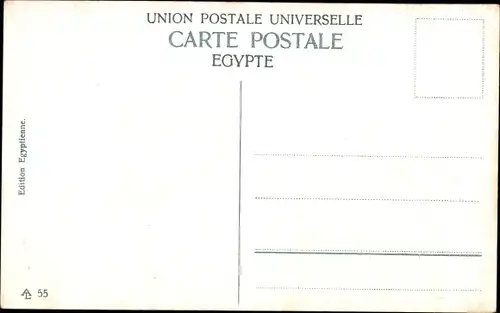 UNION POSTALE UNIVERSELLE
CARTE POSTALE
EGYPTE
Edition Egyptienne.
55